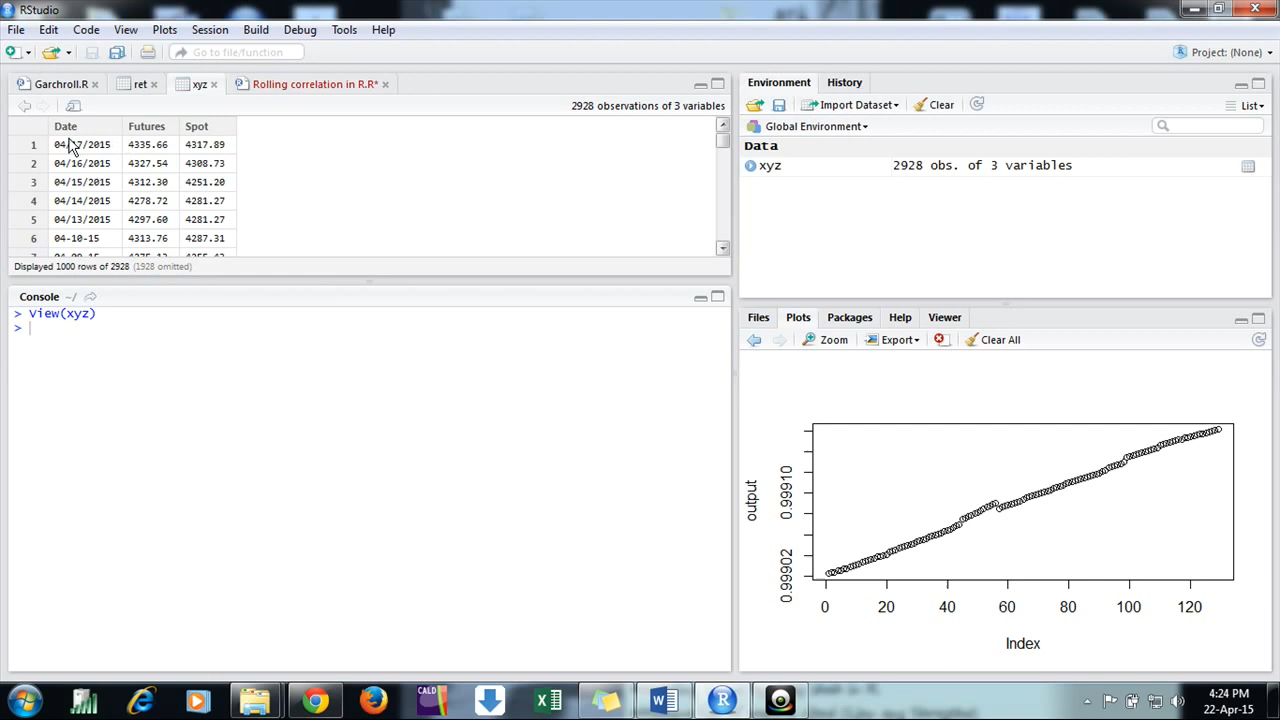 RStudio
File Edit Code View Plots Session Build Debug Tools Help
Go to file/function
Project: (None)
Garchroll.R
ret
xyz
Rolling correlation in R.R*
2928 observations of 3 variables
Date Futures Spot
1 4335.66 4317.89
2 04/16/2015 4327.54 4308.73
3 04/15/2015 4312.30 4251.20
4 04/14/2015 4278.72 4281.27
5 04/13/2015 4297.60 4281.27
6 04-10-15 4313.76 4287.31
Displayed 1000 rows of 2928 (1928 omitted)
Console ~/
> View(xyz)
>
Environment History
Import Dataset Clear List
Global Environment
Data
xyz 2928 obs. of 3 variables
Files Plots Packages Help Viewer
Zoom Export Clear All
output
0.99902
0.99910
0 20 40 60 80 100 120
Index
CALD
4:24 PM
22-Apr-15